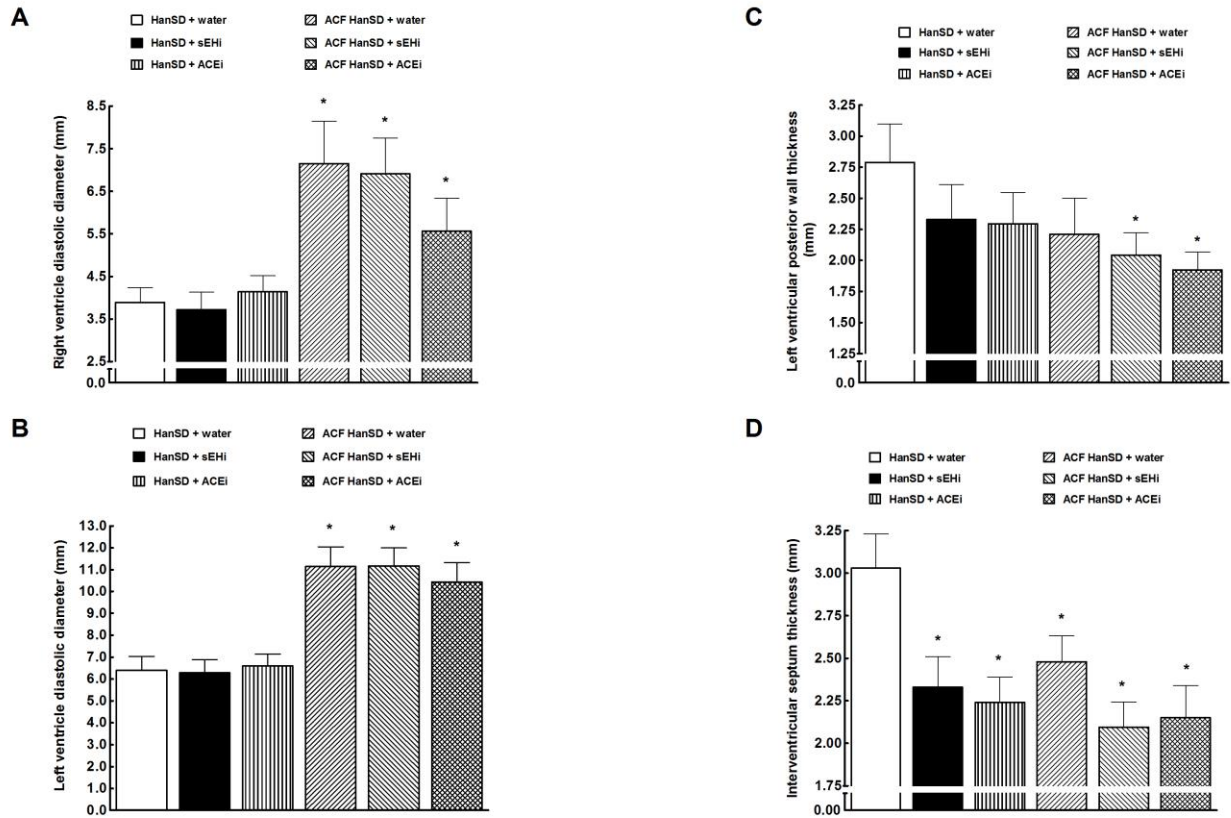 A
HanSD + water
ACF HanSD + water
HanSD + sEHi
ACF HanSD + sEHi
HanSD + ACEi
ACF HanSD + ACEi
Right ventricle diastolic diameter (mm)
8.5
7.5
6.5
5.5
4.5
3.5
2.5
0.0
*
*
*
B
HanSD + water
ACF HanSD + water
HanSD + sEHi
ACF HanSD + sEHi
HanSD + ACEi
ACF HanSD + ACEi
Left ventricle diastolic diameter (mm)
13.0
12.0
11.0
10.0
9.0
8.0
7.0
6.0
5.0
4.0
3.0
2.0
1.0
0.0
*
*
*
C
HanSD + water
ACF HanSD + water
HanSD + sEHi
ACF HanSD + sEHi
HanSD + ACEi
ACF HanSD + ACEi
Left ventricular posterior wall thickness
(mm)
3.25
3.00
2.75
2.50
2.25
2.00
1.75
1.50
1.25
0.0
*
*
D
HanSD + water
ACF HanSD + water
HanSD + sEHi
ACF HanSD + sEHi
HanSD + ACEi
ACF HanSD + ACEi
Interventricular septum thickness (mm)
3.25
3.00
2.75
2.50
2.25
2.00
1.75
0.00
*
*
*
*
*